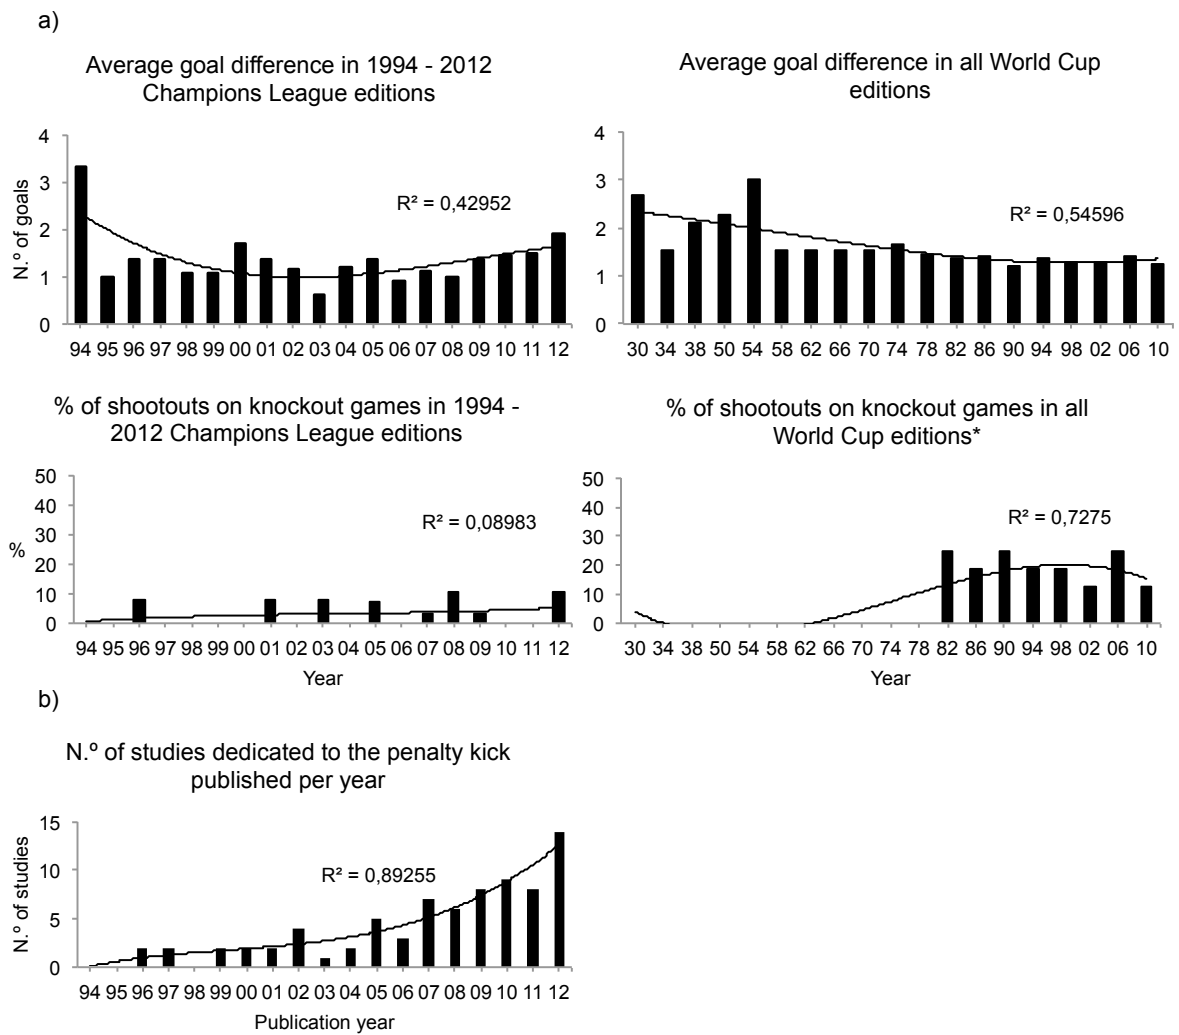 a)
Average goal difference in 1994 - 2012
Champions League editions
N.º of goals
4
3
2
1
0
R² = 0,42952
94 95 96 97 98 99 00 01 02 03 04 05 06 07 08 09 10 11 12
Average goal difference in all World Cup
editions
4
3
2
1
0
R² = 0,54596
30 34 38 50 54 58 62 66 70 74 78 82 86 90 94 98 02 06 10
% of shootouts on knockout games in 1994 -
2012 Champions League editions
%
50
40
30
20
10
0
R² = 0,08983
94 95 96 97 98 99 00 01 02 03 04 05 06 07 08 09 10 11 12
Year
% of shootouts on knockout games in all
World Cup editions*
50
40
30
20
10
0
R² = 0,7275
30 34 38 50 54 58 62 66 70 74 78 82 86 90 94 98 02 06 10
Year
b)
N.º of studies dedicated to the penalty kick
published per year
N.º of studies
15
10
5
0
R² = 0,89255
94 95 96 97 98 99 00 01 02 03 04 05 06 07 08 09 10 11 12
Publication year